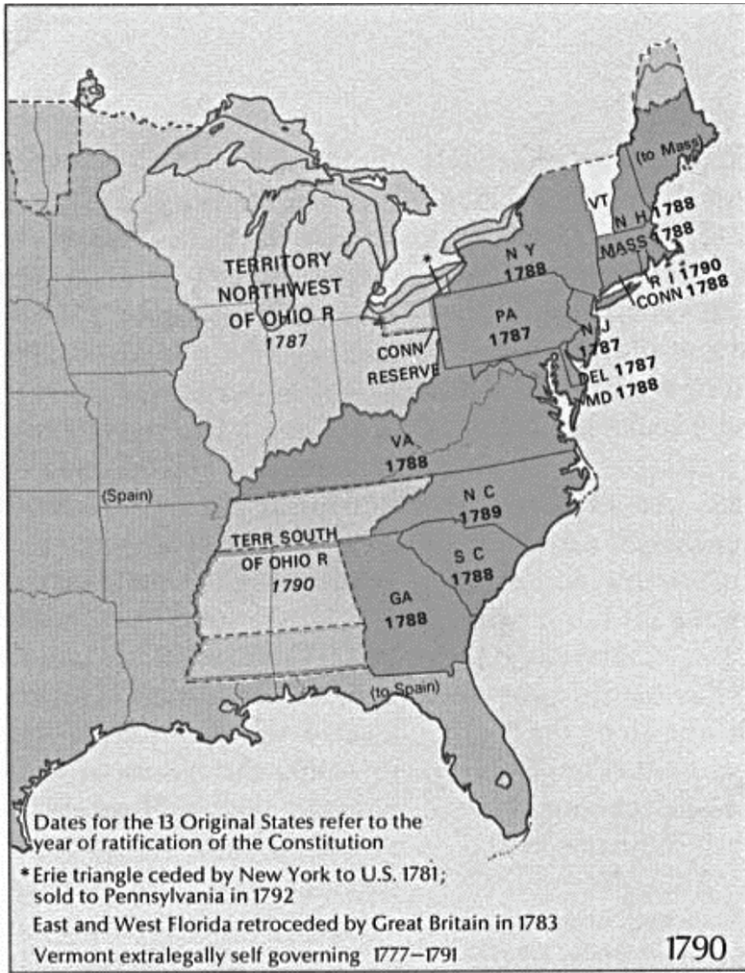 (to Mass)
VT
N H 1788
MASS 1788
N Y
1788
R I 1790
CONN 1788
TERRITORY
NORTHWEST
OF OHIO R
1787
*
PA
1787
N J
1787
CONN
RESERVE
DEL 1787
MD 1788
VA
1788
(Spain)
N C
1789
TERR SOUTH
OF OHIO R
1790
S C
1788
GA
1788
(to Spain)
Dates for the 13 Original States refer to the
year of ratification of the Constitution
*Erie triangle ceded by New York to U.S. 1781;
sold to Pennsylvania in 1792
East and West Florida retroceded by Great Britain in 1783
Vermont extralegally self governing 1777–1791
1790